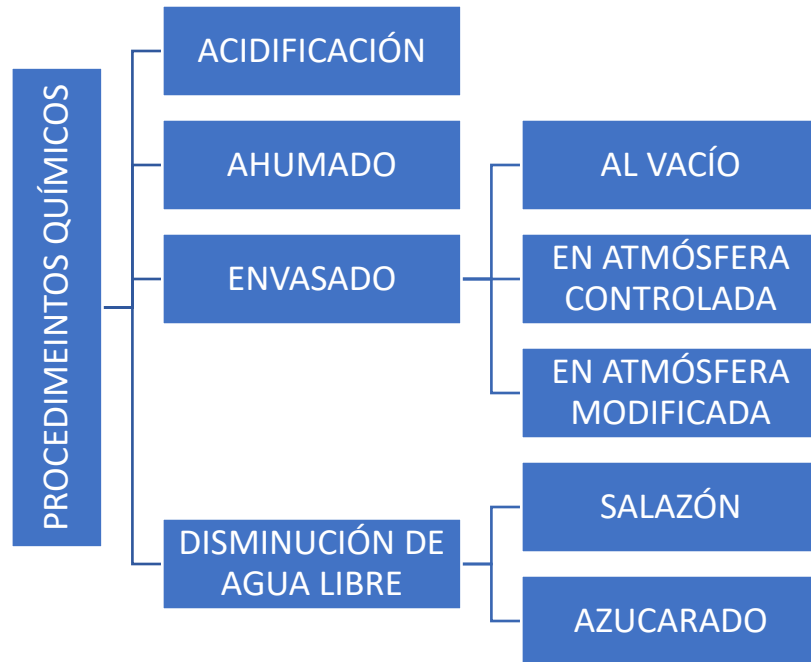 PROCEDIMEINTOS QUÍMICOS
ACIDIFICACIÓN
AHUMADO
ENVASADO
AL VACÍO
EN ATMÓSFERA
CONTROLADA
EN ATMÓSFERA
MODIFICADA
DISMINUCIÓN DE
AGUA LIBRE
SALAZÓN
AZUCARADO